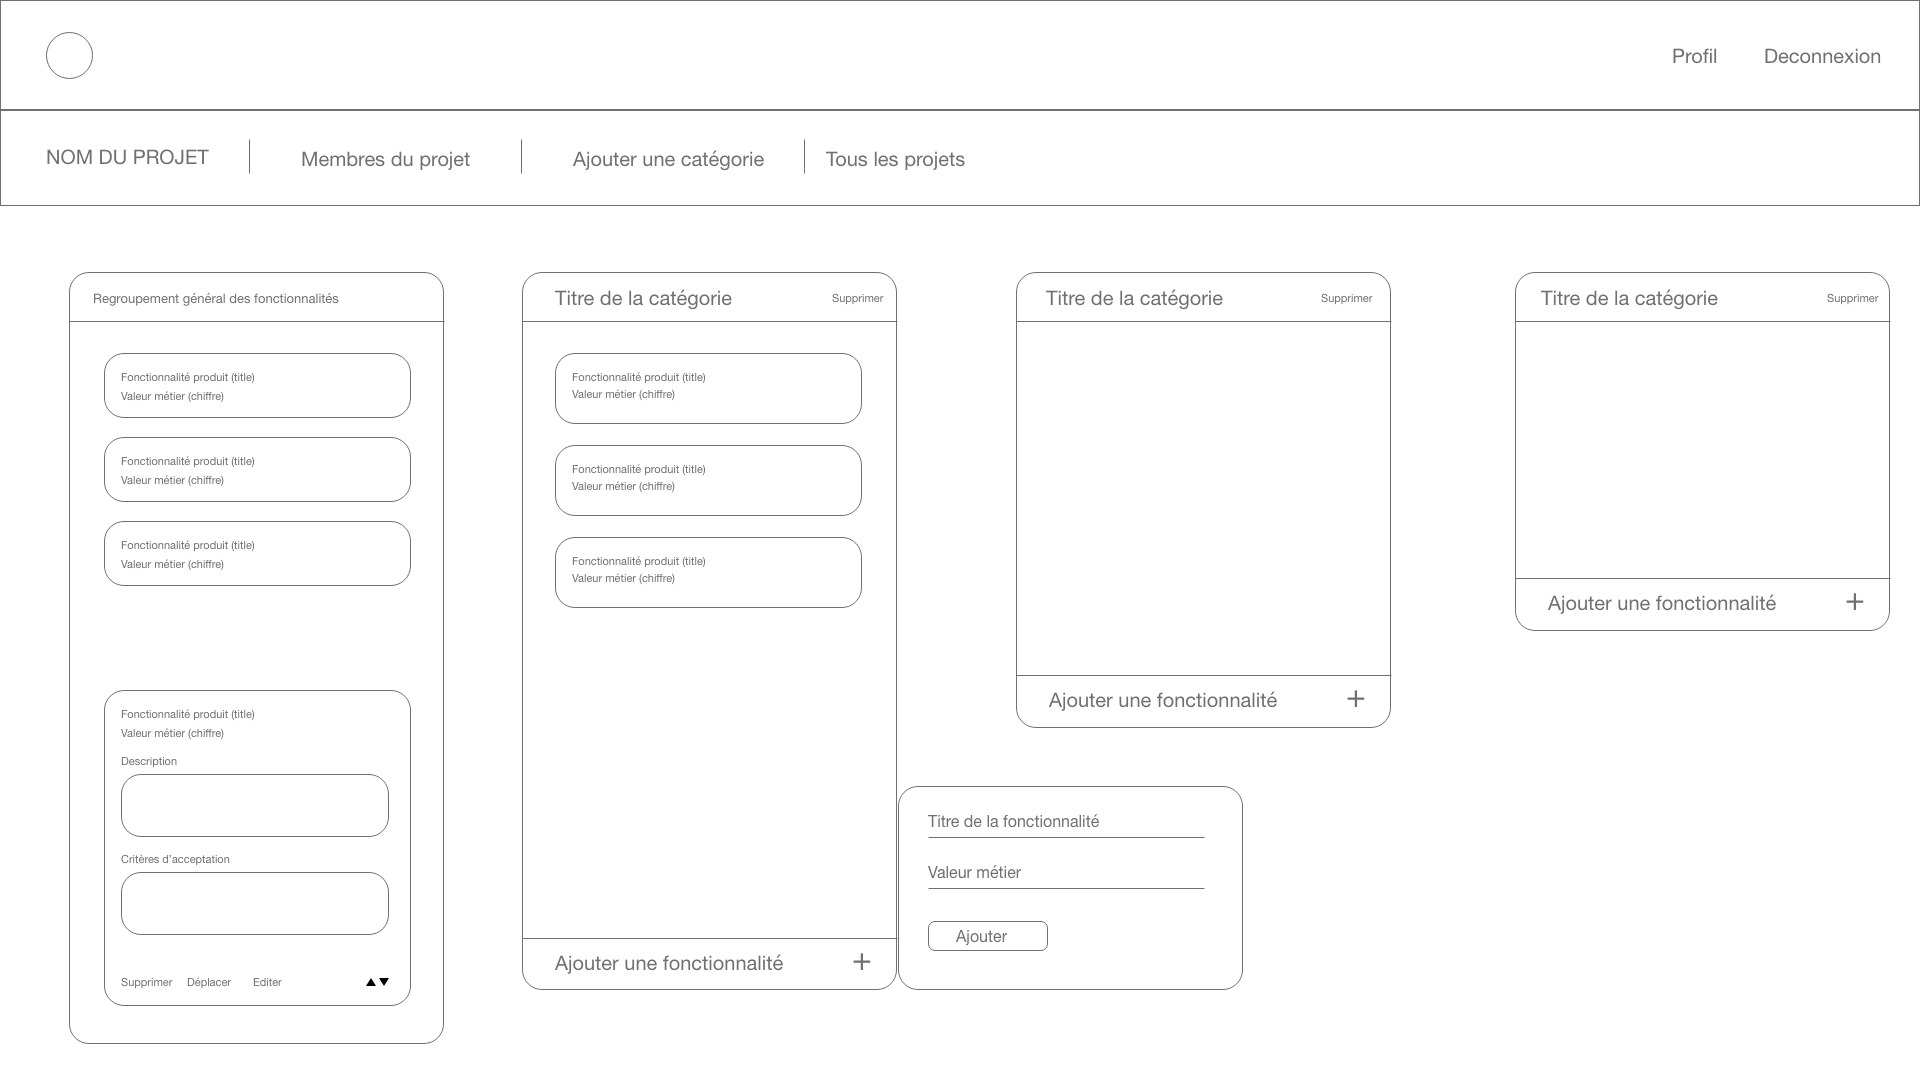 Profil
Deconnexion
NOM DU PROJET
Membres du projet
Ajouter une catégorie
Tous les projets
Regroupement général des fonctionnalités
Fonctionnalité produit (title)
Valeur métier (chiffre)
Fonctionnalité produit (title)
Valeur métier (chiffre)
Fonctionnalité produit (title)
Valeur métier (chiffre)
Fonctionnalité produit (title)
Valeur métier (chiffre)
Description
Critères d'acceptation
Supprimer
Déplacer
Editer
Titre de la catégorie
Supprimer
Fonctionnalité produit (title)
Valeur métier (chiffre)
Fonctionnalité produit (title)
Valeur métier (chiffre)
Fonctionnalité produit (title)
Valeur métier (chiffre)
Ajouter une fonctionnalité +
Titre de la fonctionnalité
Valeur métier
Ajouter
Titre de la catégorie
Supprimer
Ajouter une fonctionnalité +
Titre de la catégorie
Supprimer
Ajouter une fonctionnalité +